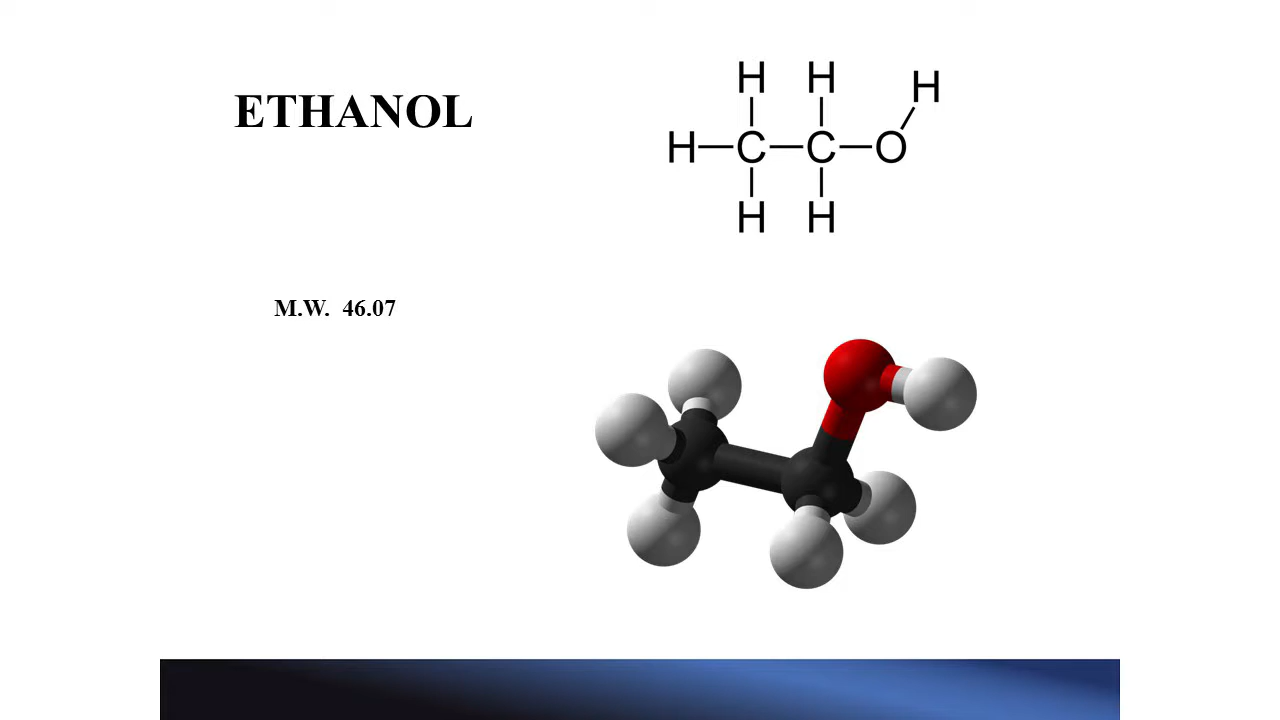 ETHANOL
H H H
H C C O
H H
M.W. 46.07